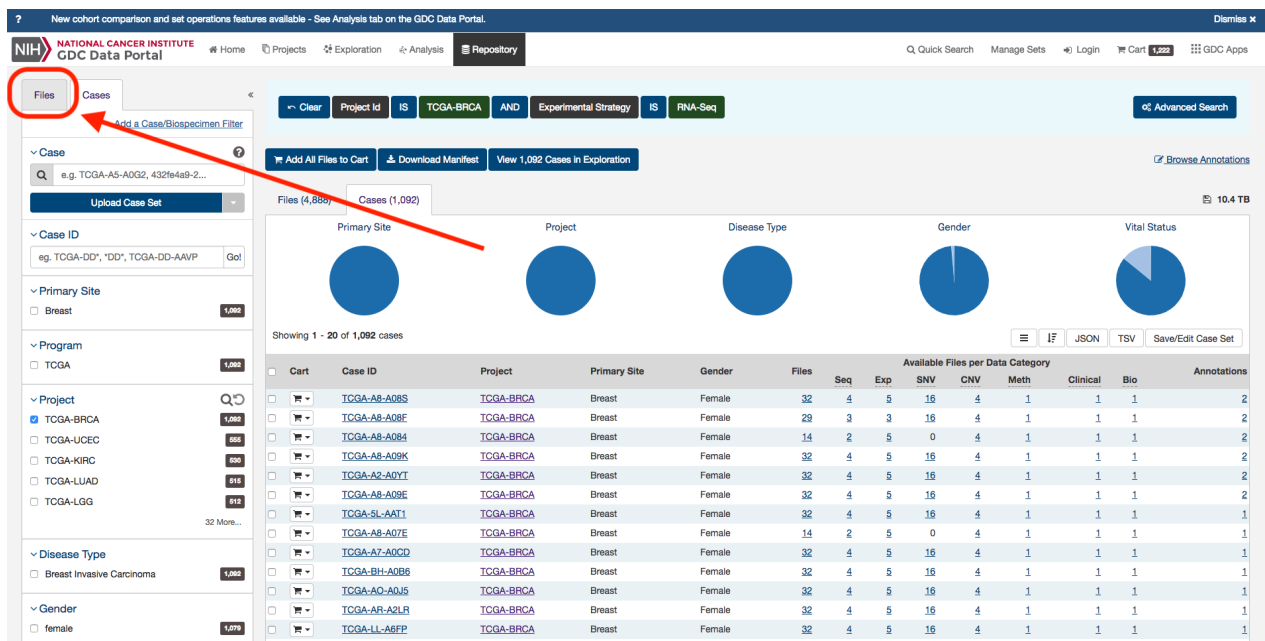 ? New cohort comparison and set operations features available - See Analysis tab on the GDC Data Portal. Dismiss ×
NIH NATIONAL CANCER INSTITUTE
GDC Data Portal
Home Projects Exploration Analysis Repository Quick Search Manage Sets Login Cart 1,222 GDC Apps
Files Cases «
Add a Case/Biospecimen Filter
Case ?
e.g. TCGA-A5-A0G2, 432fe4a9-2...
Upload Case Set
Case ID
eg. TCGA-DD*, *DD*, TCGA-DD-AAVP Go!
Primary Site
Breast 1,092
Program
TCGA 1,092
Project
TCGA-BRCA 1,092
TCGA-UCEC 555
TCGA-KIRC 530
TCGA-LUAD 515
TCGA-LGG 512
32 More...
Disease Type
Breast Invasive Carcinoma 1,092
Gender
female 1,079
Clear Project Id IS TCGA-BRCA AND Experimental Strategy IS RNA-Seq Advanced Search
Add All Files to Cart Download Manifest View 1,092 Cases in Exploration Browse Annotations
Files (4,888) Cases (1,092) 10.4 TB
Primary Site Project Disease Type Gender Vital Status
Showing 1 - 20 of 1,092 cases JSON TSV Save/Edit Case Set
Available Files per Data Category
Cart Case ID Project Primary Site Gender Files Seq Exp SNV CNV Meth Clinical Bio Annotations
TCGA-A8-A08S TCGA-BRCA Breast Female 32 4 5 16 4 1 1 1 2
TCGA-A8-A08F TCGA-BRCA Breast Female 29 3 3 16 4 1 1 1 2
TCGA-A8-A084 TCGA-BRCA Breast Female 14 2 5 0 4 1 1 1 2
TCGA-A8-A09K TCGA-BRCA Breast Female 32 4 5 16 4 1 1 1 2
TCGA-A2-A0YT TCGA-BRCA Breast Female 32 4 5 16 4 1 1 1 2
TCGA-A8-A09E TCGA-BRCA Breast Female 32 4 5 16 4 1 1 1 2
TCGA-5L-AAT1 TCGA-BRCA Breast Female 32 4 5 16 4 1 1 1 1
TCGA-A8-A07E TCGA-BRCA Breast Female 14 2 5 0 4 1 1 1 1
TCGA-A7-A0CD TCGA-BRCA Breast Female 32 4 5 16 4 1 1 1 1
TCGA-BH-A0B6 TCGA-BRCA Breast Female 32 4 5 16 4 1 1 1 1
TCGA-AO-A0J5 TCGA-BRCA Breast Female 32 4 5 16 4 1 1 1 1
TCGA-AR-A2LR TCGA-BRCA Breast Female 32 4 5 16 4 1 1 1 1
TCGA-LL-A6FP TCGA-BRCA Breast Female 32 4 5 16 4 1 1 1 1